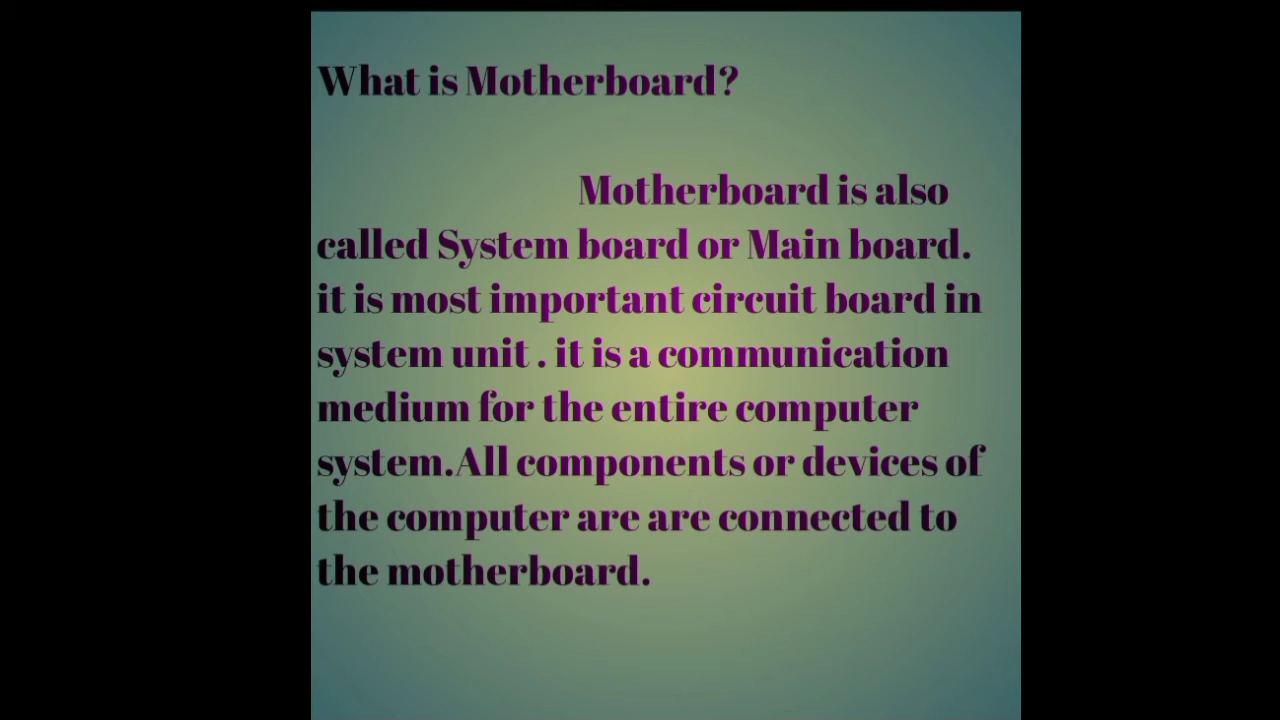 What is Motherboard?
Motherboard is also
called System board or Main board.
it is most important circuit board in
system unit . it is a communication
medium for the entire computer
system.All components or devices of
the computer are are connected to
the motherboard.